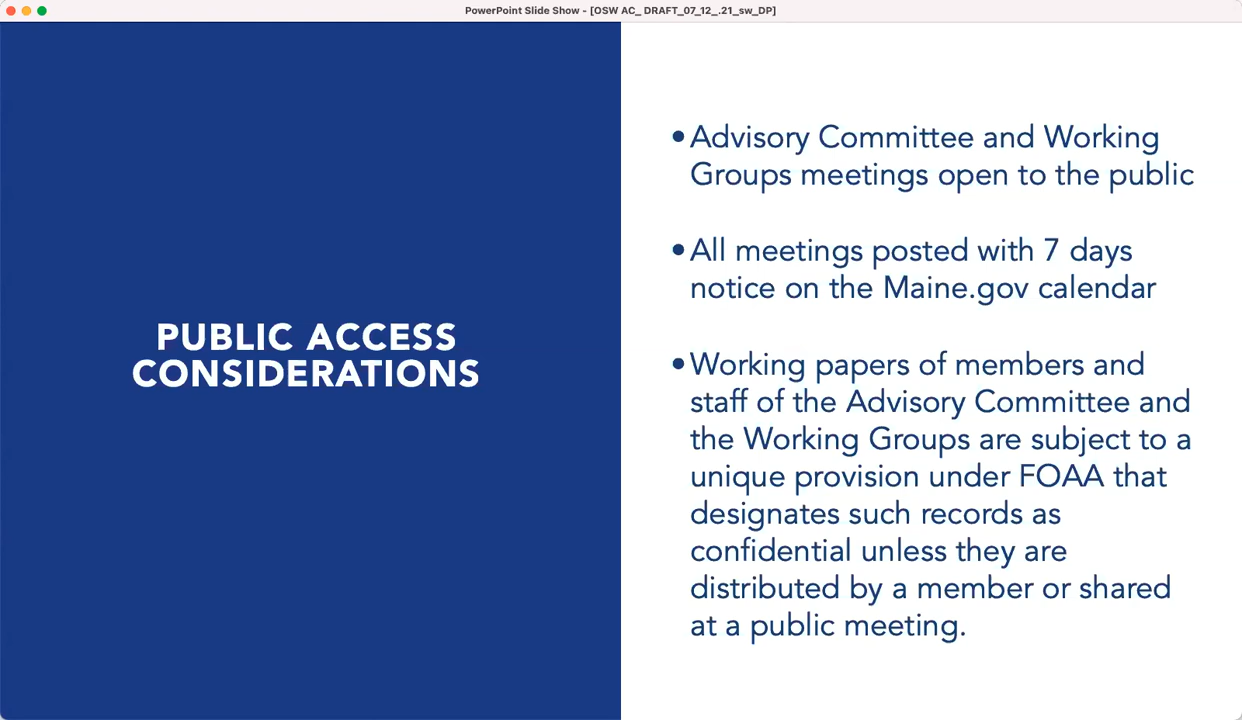 PowerPoint Slide Show - [OSW AC_ DRAFT_07_12_.21_sw_DP]
PUBLIC ACCESS
CONSIDERATIONS
•Advisory Committee and Working
Groups meetings open to the public
•All meetings posted with 7 days
notice on the Maine.gov calendar
•Working papers of members and
staff of the Advisory Committee and
the Working Groups are subject to a
unique provision under FOAA that
designates such records as
confidential unless they are
distributed by a member or shared
at a public meeting.